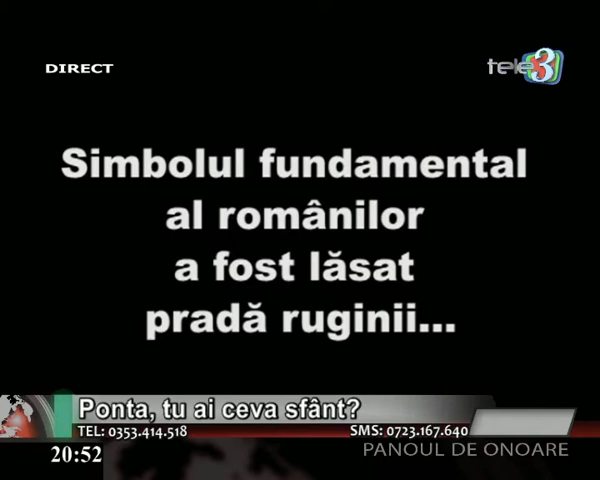 DIRECT
tele3
Simbolul fundamental
al românilor
a fost lăsat
pradă ruginii...
Ponta, tu ai ceva sfânt?
TEL: 0353.414.518 SMS: 0723.167.640
20:52 PANOUL DE ONOARE